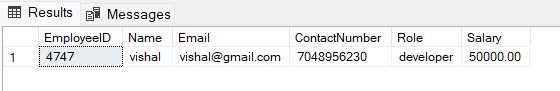 Results Messages
EmployeeID Name Email ContactNumber Role Salary
1 4747 vishal vishal@gmail.com 7048956230 developer 50000.00